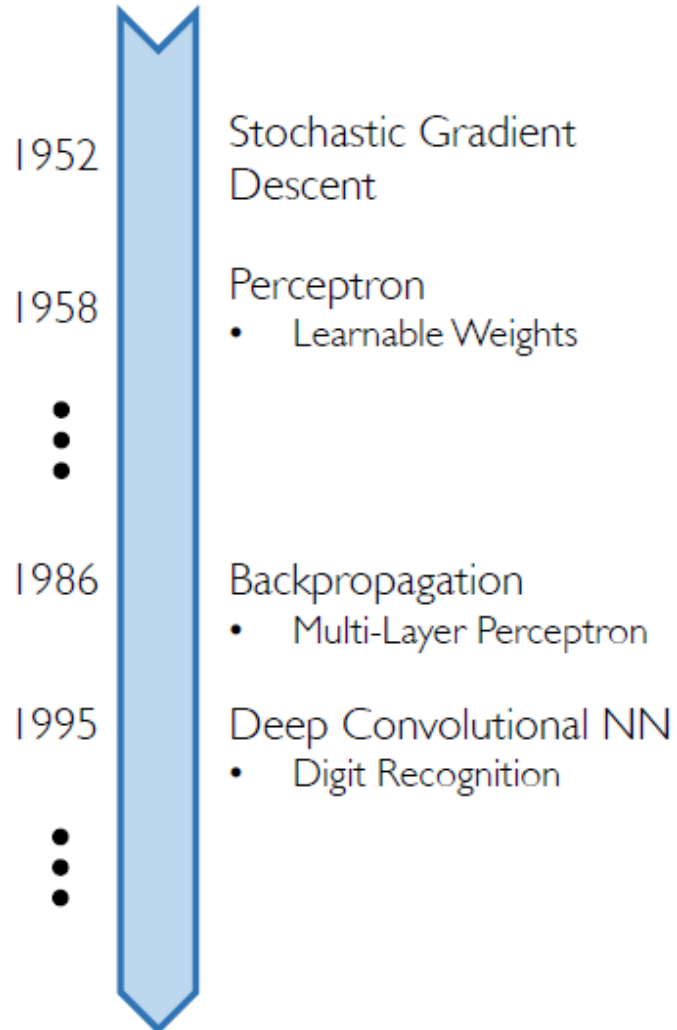 1952
Stochastic Gradient
Descent
1958
Perceptron
• Learnable Weights
1986
Backpropagation
• Multi-Layer Perceptron
1995
Deep Convolutional NN
• Digit Recognition